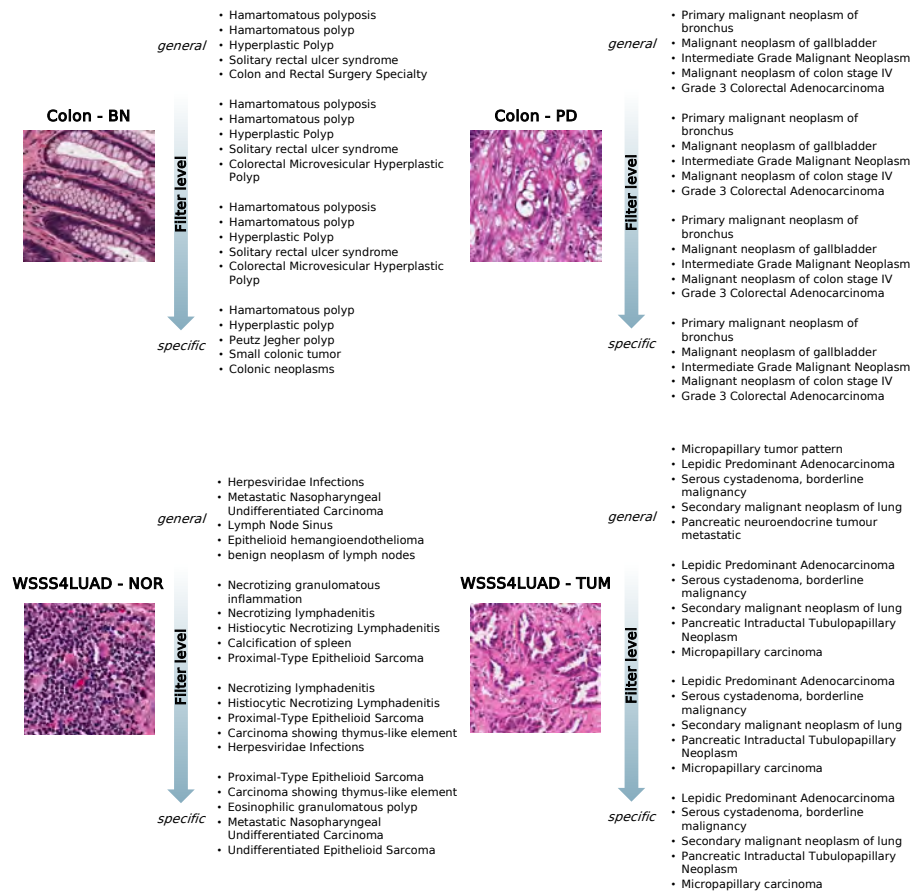 Colon - BN
general
Filter level
specific
• Hamartomatous polyposis
• Hamartomatous polyp
• Hyperplastic Polyp
• Solitary rectal ulcer syndrome
• Colon and Rectal Surgery Specialty
• Hamartomatous polyposis
• Hamartomatous polyp
• Hyperplastic Polyp
• Solitary rectal ulcer syndrome
• Colorectal Microvesicular Hyperplastic
Polyp
• Hamartomatous polyposis
• Hamartomatous polyp
• Hyperplastic Polyp
• Solitary rectal ulcer syndrome
• Colorectal Microvesicular Hyperplastic
Polyp
• Hamartomatous polyp
• Hyperplastic polyp
• Peutz Jegher polyp
• Small colonic tumor
• Colonic neoplasms
Colon - PD
general
Filter level
specific
• Primary malignant neoplasm of
bronchus
• Malignant neoplasm of gallbladder
• Intermediate Grade Malignant Neoplasm
• Malignant neoplasm of colon stage IV
• Grade 3 Colorectal Adenocarcinoma
• Primary malignant neoplasm of
bronchus
• Malignant neoplasm of gallbladder
• Intermediate Grade Malignant Neoplasm
• Malignant neoplasm of colon stage IV
• Grade 3 Colorectal Adenocarcinoma
• Primary malignant neoplasm of
bronchus
• Malignant neoplasm of gallbladder
• Intermediate Grade Malignant Neoplasm
• Malignant neoplasm of colon stage IV
• Grade 3 Colorectal Adenocarcinoma
• Primary malignant neoplasm of
bronchus
• Malignant neoplasm of gallbladder
• Intermediate Grade Malignant Neoplasm
• Malignant neoplasm of colon stage IV
• Grade 3 Colorectal Adenocarcinoma
WSSS4LUAD - NOR
general
Filter level
specific
• Herpesviridae Infections
• Metastatic Nasopharyngeal
Undifferentiated Carcinoma
• Lymph Node Sinus
• Epithelioid hemangioendothelioma
• benign neoplasm of lymph nodes
• Necrotizing granulomatous
inflammation
• Necrotizing lymphadenitis
• Histiocytic Necrotizing Lymphadenitis
• Calcification of spleen
• Proximal-Type Epithelioid Sarcoma
• Necrotizing lymphadenitis
• Histiocytic Necrotizing Lymphadenitis
• Proximal-Type Epithelioid Sarcoma
• Carcinoma showing thymus-like element
• Herpesviridae Infections
• Proximal-Type Epithelioid Sarcoma
• Carcinoma showing thymus-like element
• Eosinophilic granulomatous polyp
• Metastatic Nasopharyngeal
Undifferentiated Carcinoma
• Undifferentiated Epithelioid Sarcoma
WSSS4LUAD - TUM
general
Filter level
specific
• Micropapillary tumor pattern
• Lepidic Predominant Adenocarcinoma
• Serous cystadenoma, borderline
malignancy
• Secondary malignant neoplasm of lung
• Pancreatic neuroendocrine tumour
metastatic
• Lepidic Predominant Adenocarcinoma
• Serous cystadenoma, borderline
malignancy
• Secondary malignant neoplasm of lung
• Pancreatic Intraductal Tubulopapillary
Neoplasm
• Micropapillary carcinoma
• Lepidic Predominant Adenocarcinoma
• Serous cystadenoma, borderline
malignancy
• Secondary malignant neoplasm of lung
• Pancreatic Intraductal Tubulopapillary
Neoplasm
• Micropapillary carcinoma
• Lepidic Predominant Adenocarcinoma
• Serous cystadenoma, borderline
malignancy
• Secondary malignant neoplasm of lung
• Pancreatic Intraductal Tubulopapillary
Neoplasm
• Micropapillary carcinoma